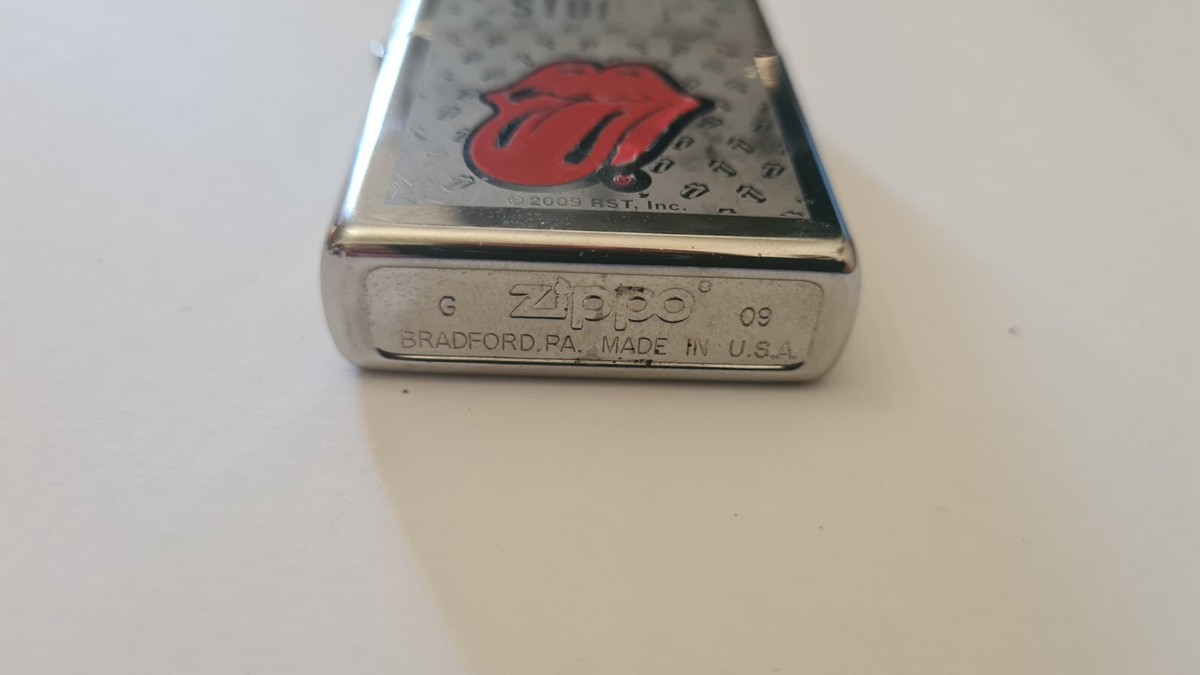 © 2009 RST, Inc.
G zippo® 09
BRADFORD,PA. MADE IN U.S.A.